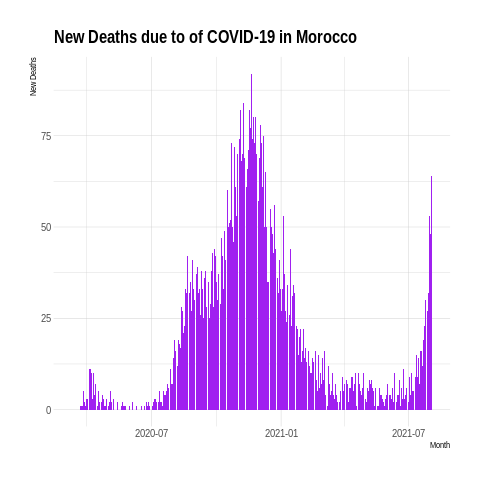 New Deaths due to of COVID-19 in Morocco
New Deaths
75
50
25
0
2020-07
2021-01
2021-07
Month